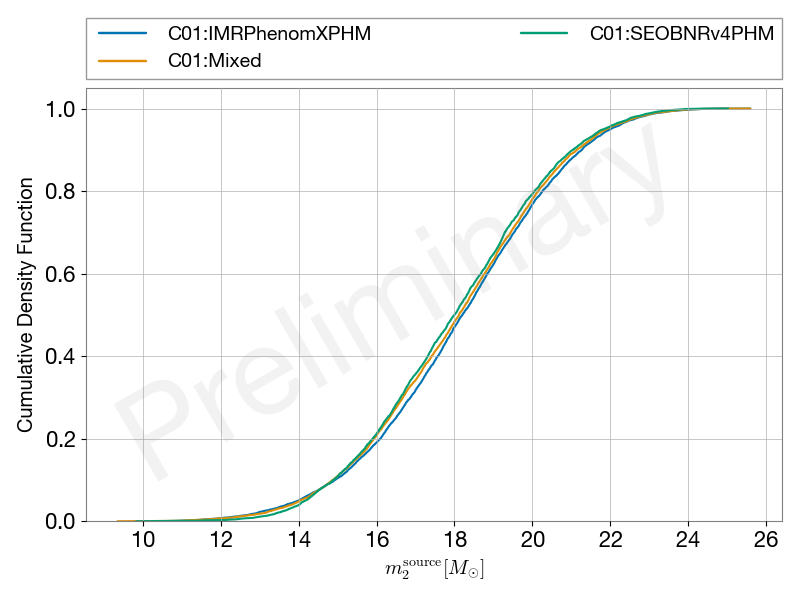 C01:IMRPhenomXPHM
C01:Mixed
C01:SEOBNRv4PHM
Preliminary
Cumulative Density Function
1.0
0.8
0.6
0.4
0.2
0.0
10 12 14 16 18 20 22 24 26
m₂^source [M_⊙]